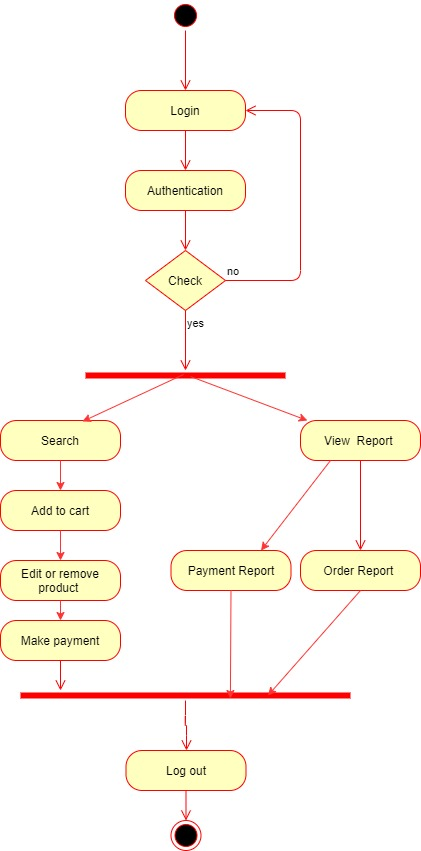 Login
Authentication
Check
no
yes
Search
View Report
Add to cart
Payment Report
Order Report
Edit or remove
product
Make payment
Log out